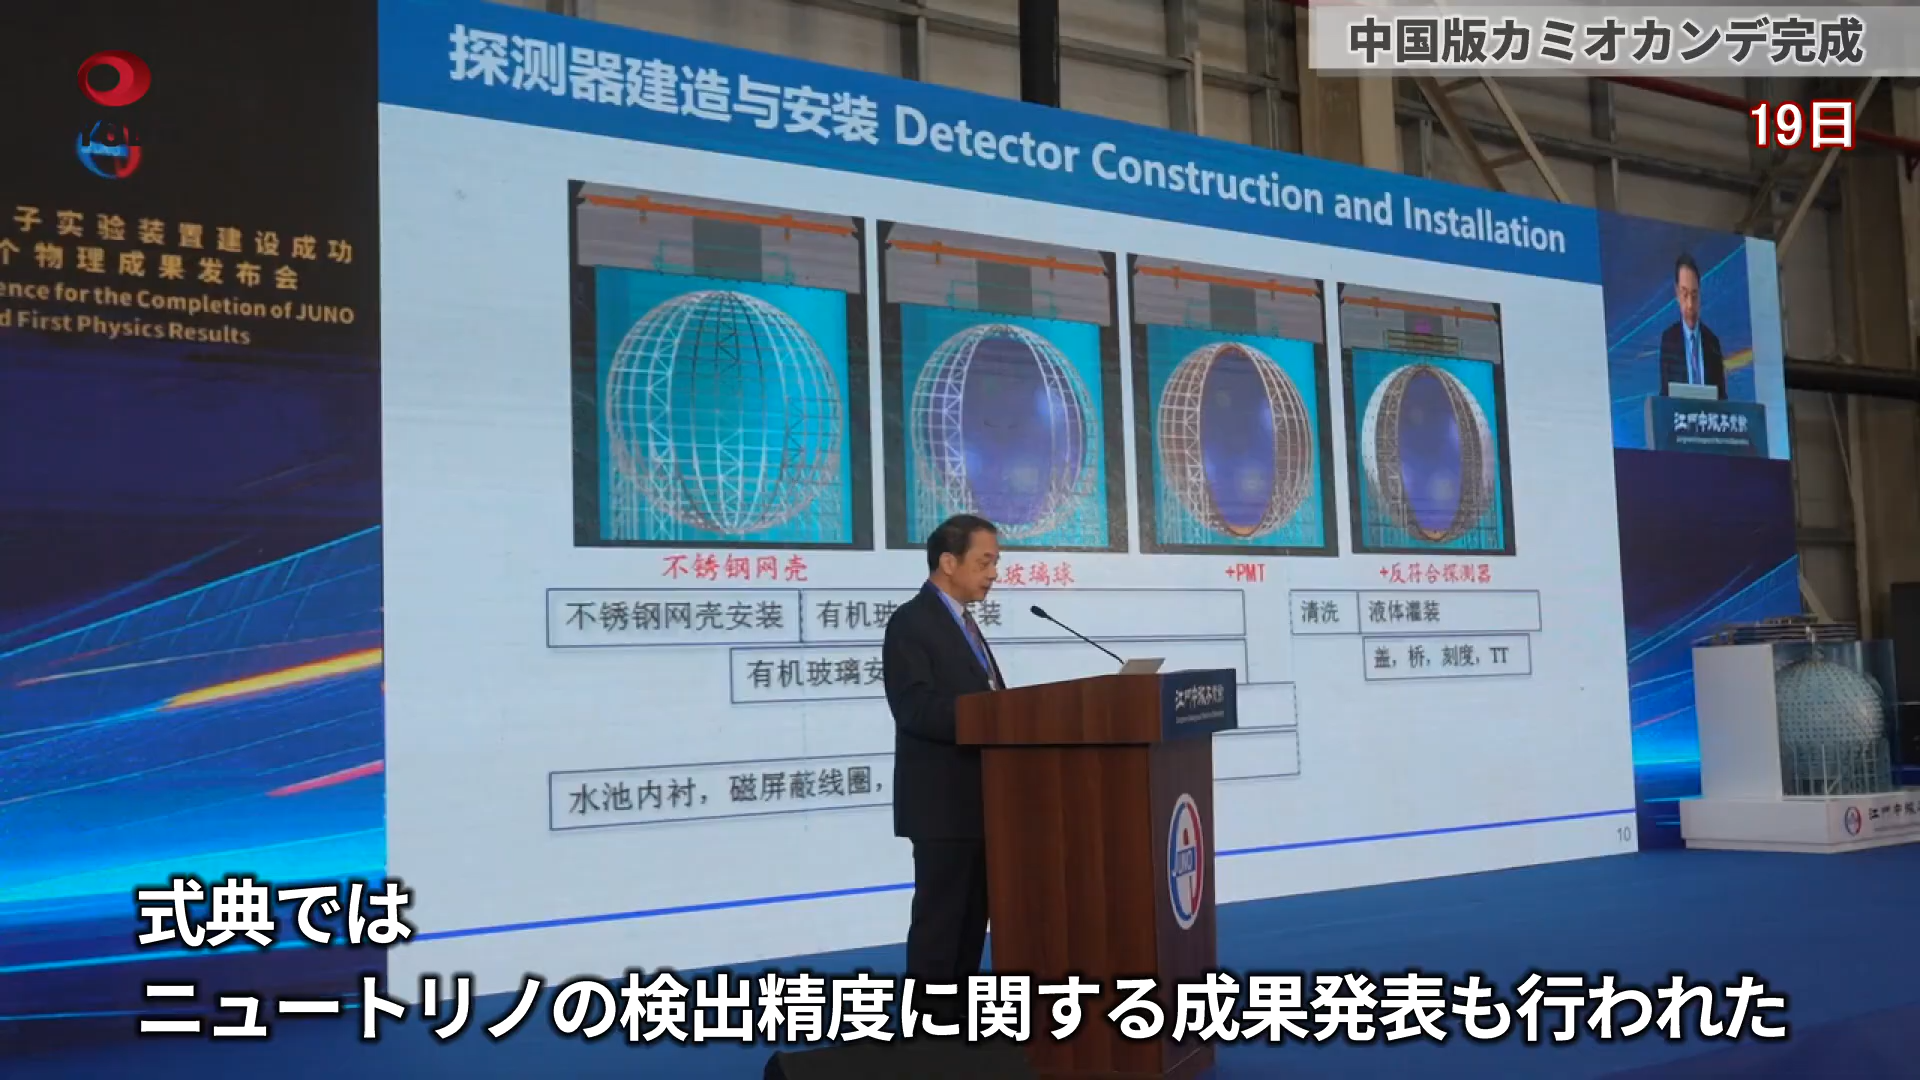 中国版カミオカンデ完成
19日
探测器建造与安装 Detector Construction and Installation
子实验装置建设成功
个物理成果发布会
ence for the Completion of JUNO
d First Physics Results
不锈钢网壳
玻璃球
+PMT
+反符合探测器
不锈钢网壳安装
有机玻
装
清洗
液体灌装
有机玻璃安
盖，桥，刻度，TT
水池内衬，磁屏蔽线圈，
10
JUNO
式典では
ニュートリノの検出精度に関する成果発表も行われた